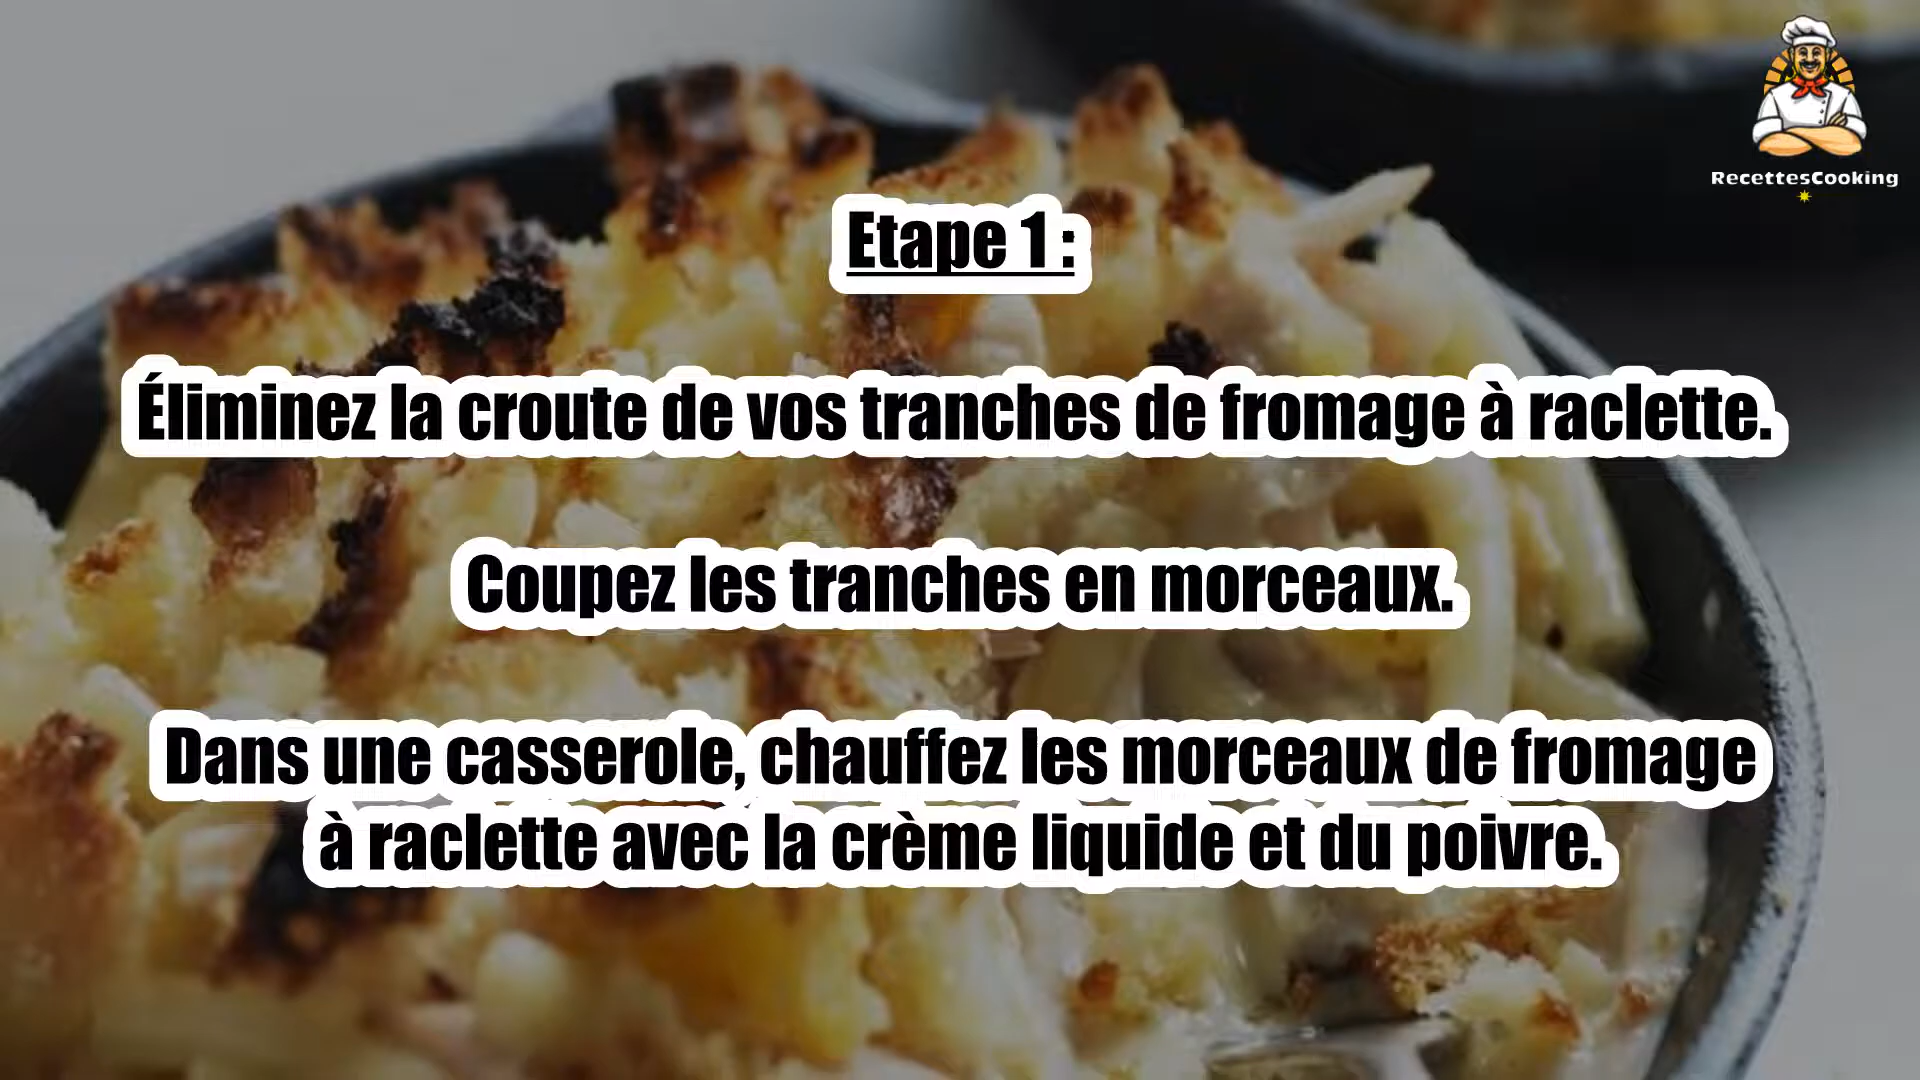 RecettesCooking
Etape 1 :
Éliminez la croute de vos tranches de fromage à raclette.
Coupez les tranches en morceaux.
Dans une casserole, chauffez les morceaux de fromage
à raclette avec la crème liquide et du poivre.